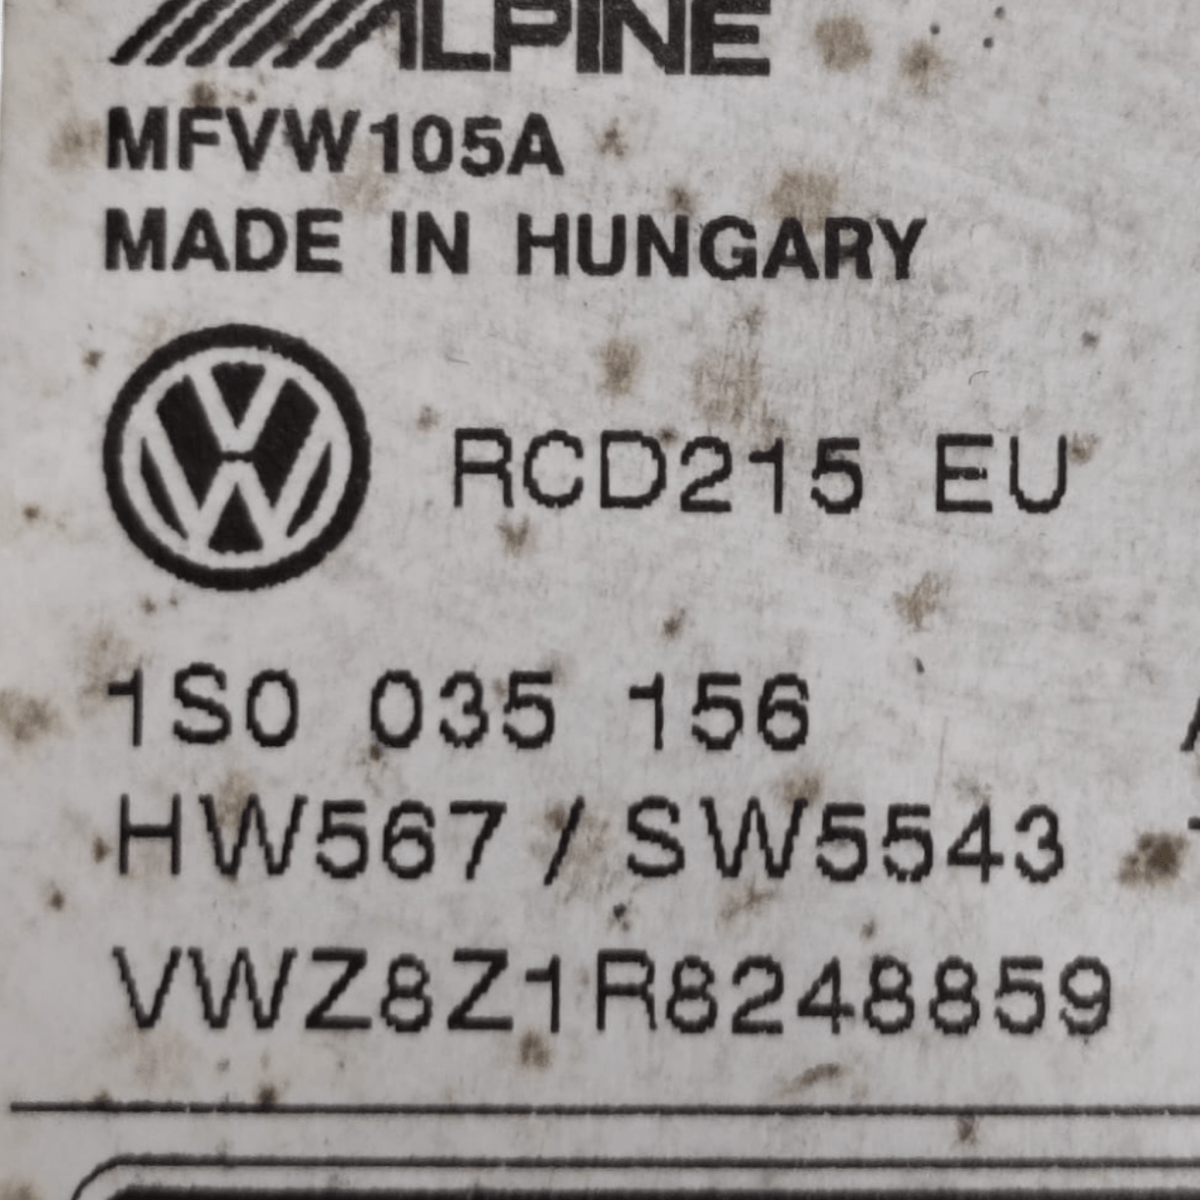 ALPINE
MFVW105A
MADE IN HUNGARY
RCD215 EU
1S0 035 156
HW567 / SW5543
VWZ8Z1R8248859